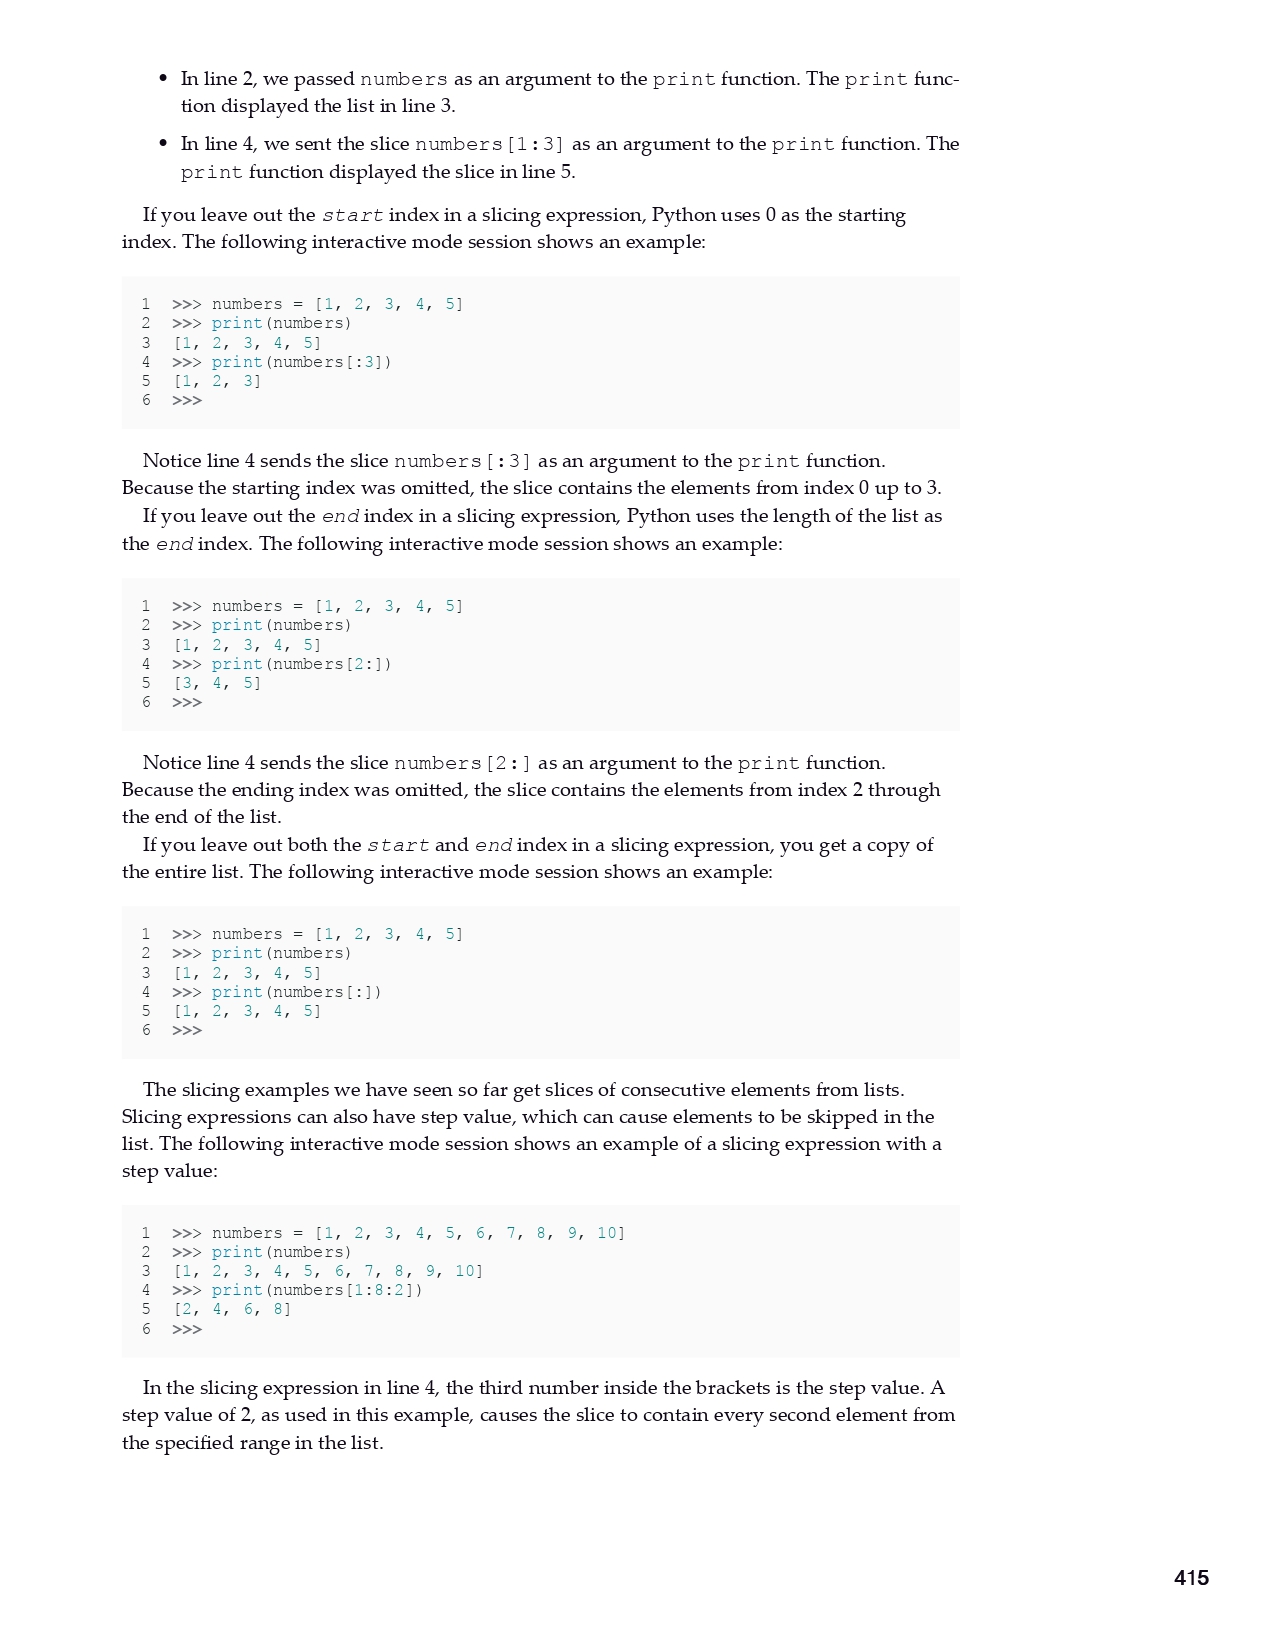 • In line 2, we passed numbers as an argument to the print function. The print func-
tion displayed the list in line 3.
• In line 4, we sent the slice numbers[1:3] as an argument to the print function. The
print function displayed the slice in line 5.
If you leave out the start index in a slicing expression, Python uses 0 as the starting
index. The following interactive mode session shows an example:
1 >>> numbers = [1, 2, 3, 4, 5]
2 >>> print(numbers)
3 [1, 2, 3, 4, 5]
4 >>> print(numbers[:3])
5 [1, 2, 3]
6 >>>
Notice line 4 sends the slice numbers[:3] as an argument to the print function.
Because the starting index was omitted, the slice contains the elements from index 0 up to 3.
If you leave out the end index in a slicing expression, Python uses the length of the list as
the end index. The following interactive mode session shows an example:
1 >>> numbers = [1, 2, 3, 4, 5]
2 >>> print(numbers)
3 [1, 2, 3, 4, 5]
4 >>> print(numbers[2:])
5 [3, 4, 5]
6 >>>
Notice line 4 sends the slice numbers[2:] as an argument to the print function.
Because the ending index was omitted, the slice contains the elements from index 2 through
the end of the list.
If you leave out both the start and end index in a slicing expression, you get a copy of
the entire list. The following interactive mode session shows an example:
1 >>> numbers = [1, 2, 3, 4, 5]
2 >>> print(numbers)
3 [1, 2, 3, 4, 5]
4 >>> print(numbers[:])
5 [1, 2, 3, 4, 5]
6 >>>
The slicing examples we have seen so far get slices of consecutive elements from lists.
Slicing expressions can also have step value, which can cause elements to be skipped in the
list. The following interactive mode session shows an example of a slicing expression with a
step value:
1 >>> numbers = [1, 2, 3, 4, 5, 6, 7, 8, 9, 10]
2 >>> print(numbers)
3 [1, 2, 3, 4, 5, 6, 7, 8, 9, 10]
4 >>> print(numbers[1:8:2])
5 [2, 4, 6, 8]
6 >>>
In the slicing expression in line 4, the third number inside the brackets is the step value. A
step value of 2, as used in this example, causes the slice to contain every second element from
the specified range in the list.
415